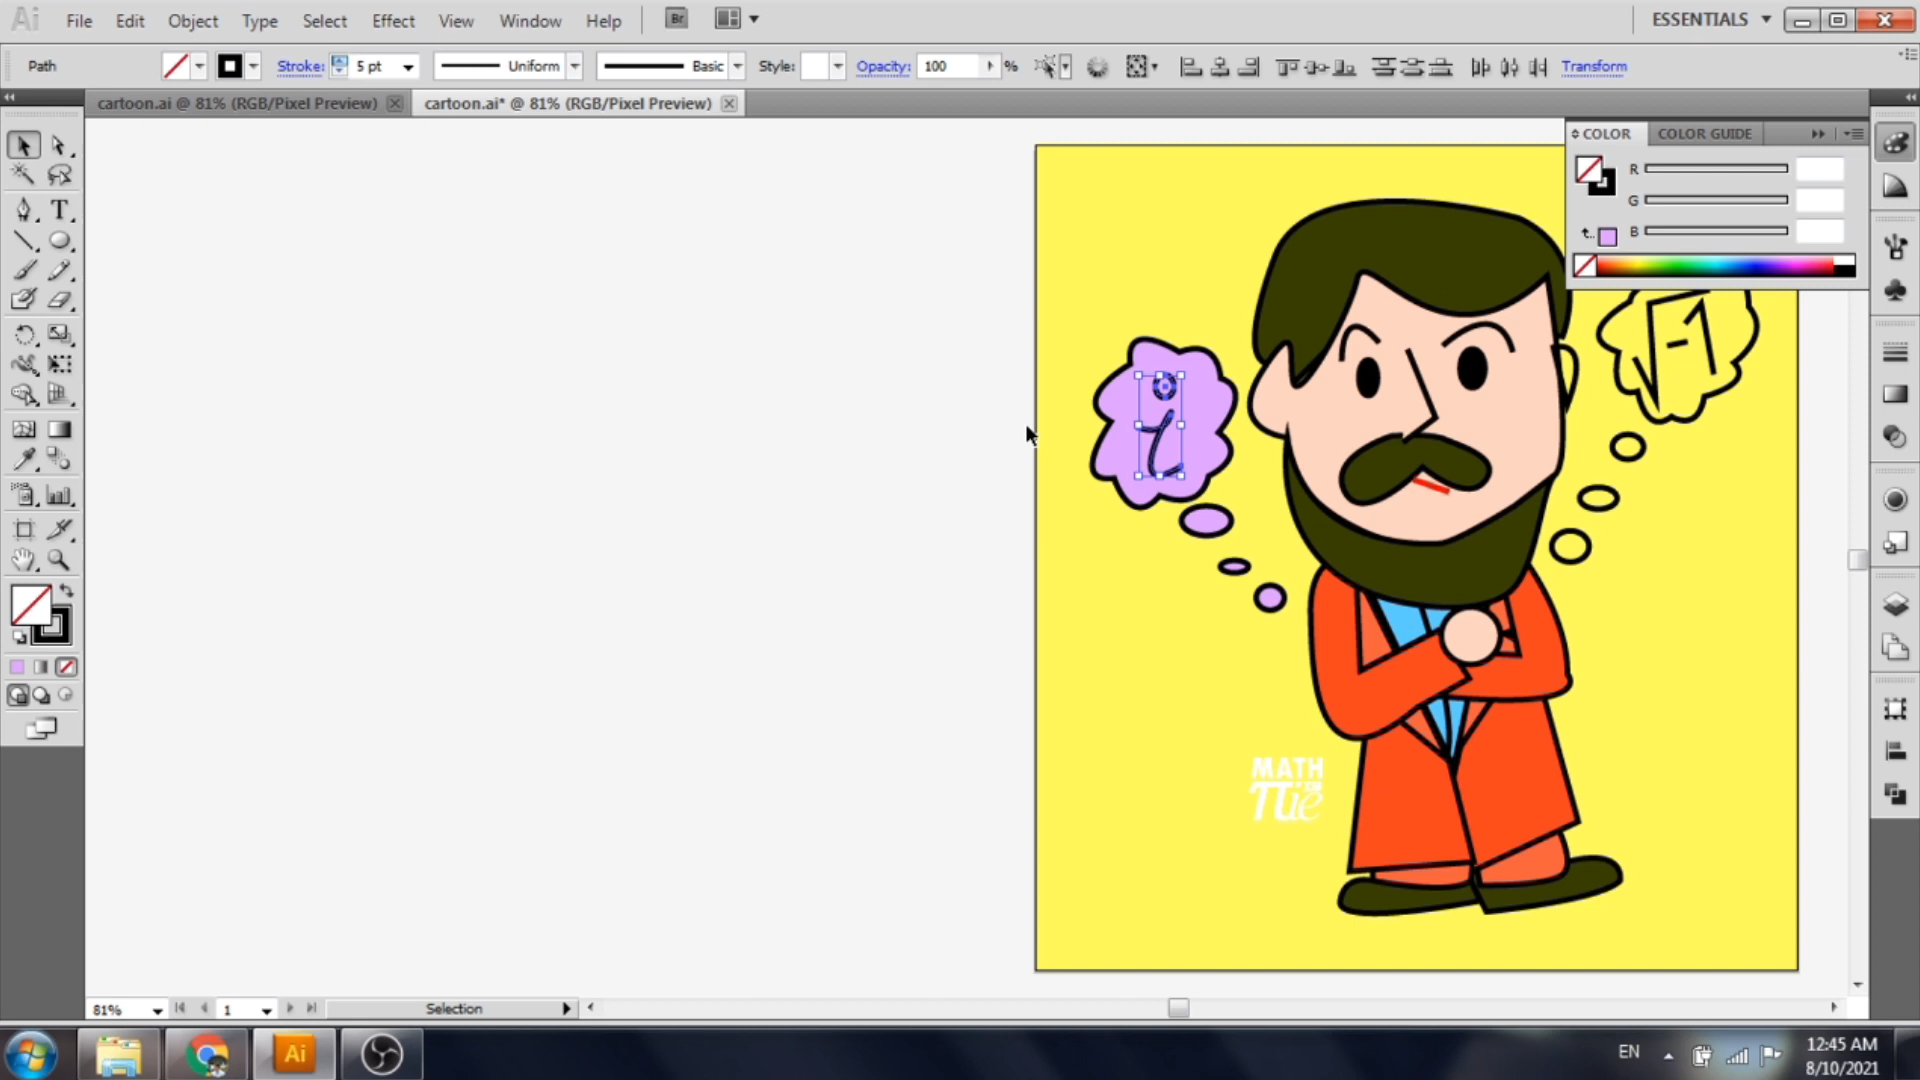 Ai File Edit Object Type Select Effect View Window Help Br ESSENTIALS
Path Stroke: 5 pt Uniform Basic Style: Opacity: 100 % Transform
cartoon.ai @ 81% (RGB/Pixel Preview) cartoon.ai* @ 81% (RGB/Pixel Preview)
COLOR COLOR GUIDE
R
G
B
T
i
√-1
MATH
πie
81% 1 Selection
Ai EN 12:45 AM
8/10/2021